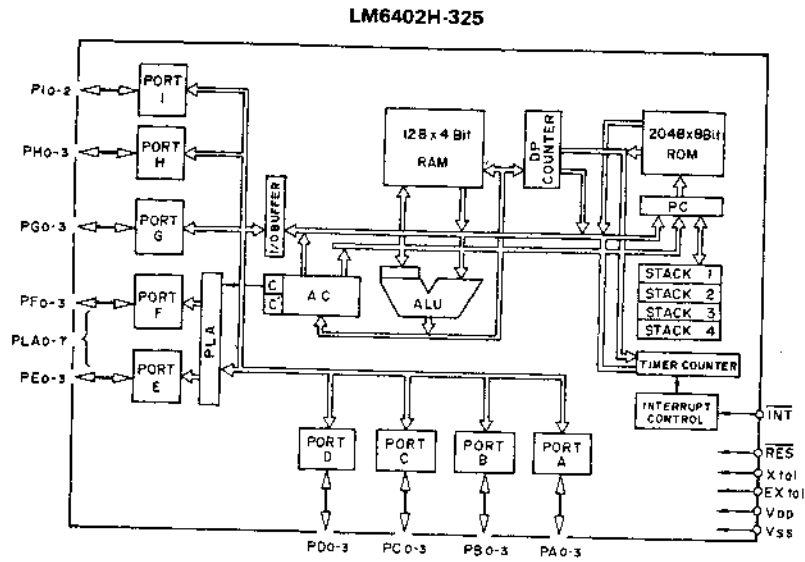 LM6402H-325
PI0-2
PORT
I
PH0-3
PORT
H
PG0-3
PORT
G
I/O BUFFER
128 x 4 Bit
RAM
DP
COUNTER
2048x8Bit
ROM
PC
STACK 1
STACK 2
STACK 3
STACK 4
C
C'
AC
ALU
PF0-3
PORT
F
PLA0-7
PLA
PE0-3
PORT
E
TIMER COUNTER
INTERRUPT
CONTROL
INT
RES
Xtal
EXtal
VDD
VSS
PORT
D
PORT
C
PORT
B
PORT
A
PD0-3
PC0-3
PB0-3
PA0-3